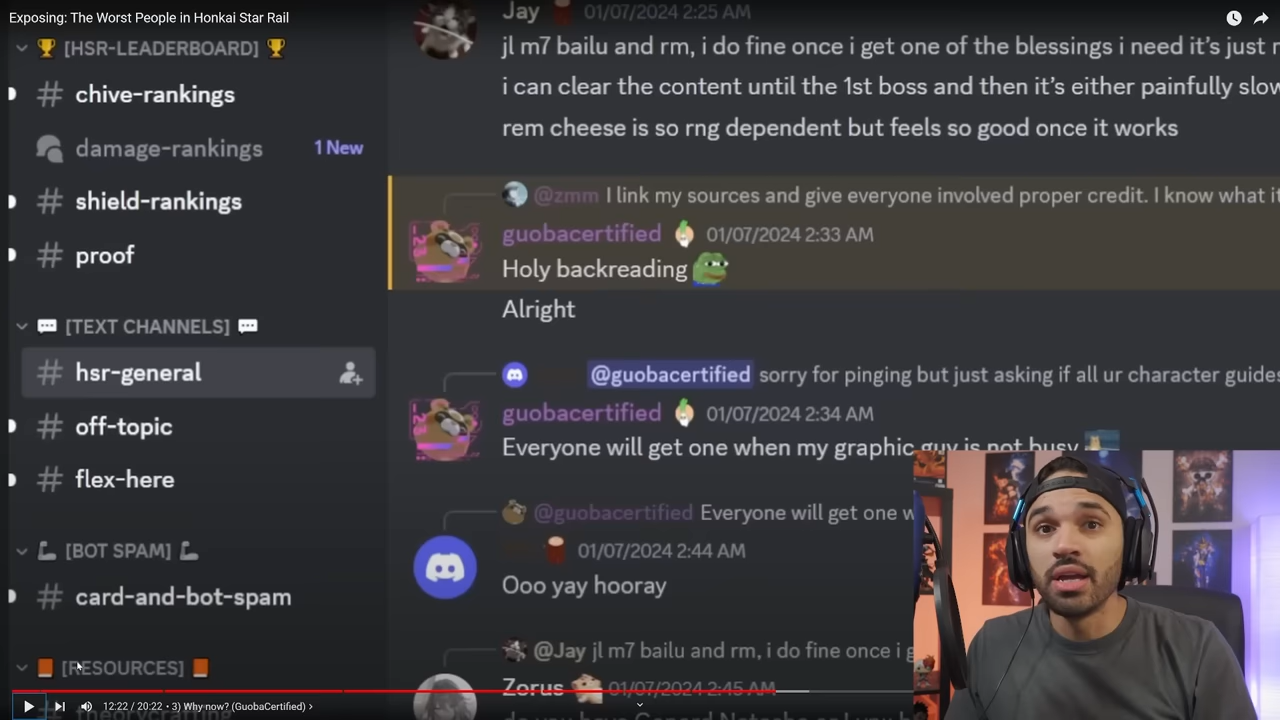 Exposing: The Worst People in Honkai Star Rail
[HSR-LEADERBOARD]
# chive-rankings
damage-rankings 1 New
# shield-rankings
# proof
[TEXT CHANNELS]
# hsr-general
# off-topic
# flex-here
[BOT SPAM]
# card-and-bot-spam
[RESOURCES]
# theorycrafting
Jay 01/07/2024 2:25 AM
jl m7 bailu and rm, i do fine once i get one of the blessings i need it's just
i can clear the content until the 1st boss and then it's either painfully slow
rem cheese is so rng dependent but feels so good once it works
@zmm I link my sources and give everyone involved proper credit. I know what it
guobacertified 01/07/2024 2:33 AM
Holy backreading
Alright
@guobacertified sorry for pinging but just asking if all ur character guides
guobacertified 01/07/2024 2:34 AM
Everyone will get one when my graphic guy is not busy
@guobacertified Everyone will get one w
01/07/2024 2:44 AM
Ooo yay hooray
@Jay jl m7 bailu and rm, i do fine once i g
Zorus 01/07/2024 2:45 AM
12:22 / 20:22 • 3) Why now? (GuobaCertified) ›